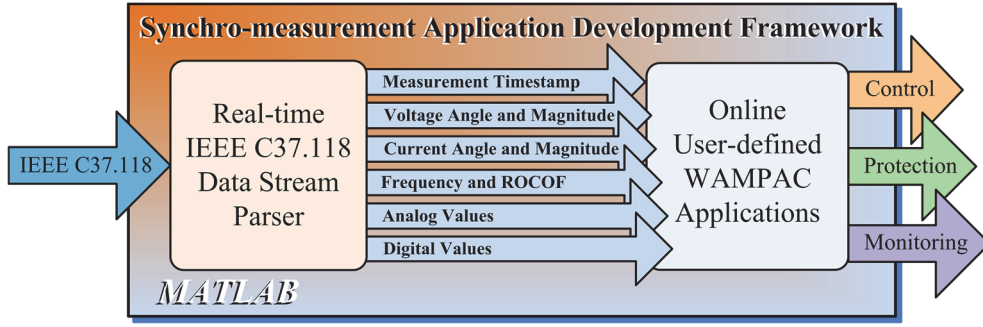 Synchro-measurement Application Development Framework
IEEE C37.118
Real-time
IEEE C37.118
Data Stream
Parser
Measurement Timestamp
Voltage Angle and Magnitude
Current Angle and Magnitude
Frequency and ROCOF
Analog Values
Digital Values
Online
User-defined
WAMPAC
Applications
Control
Protection
Monitoring
MATLAB